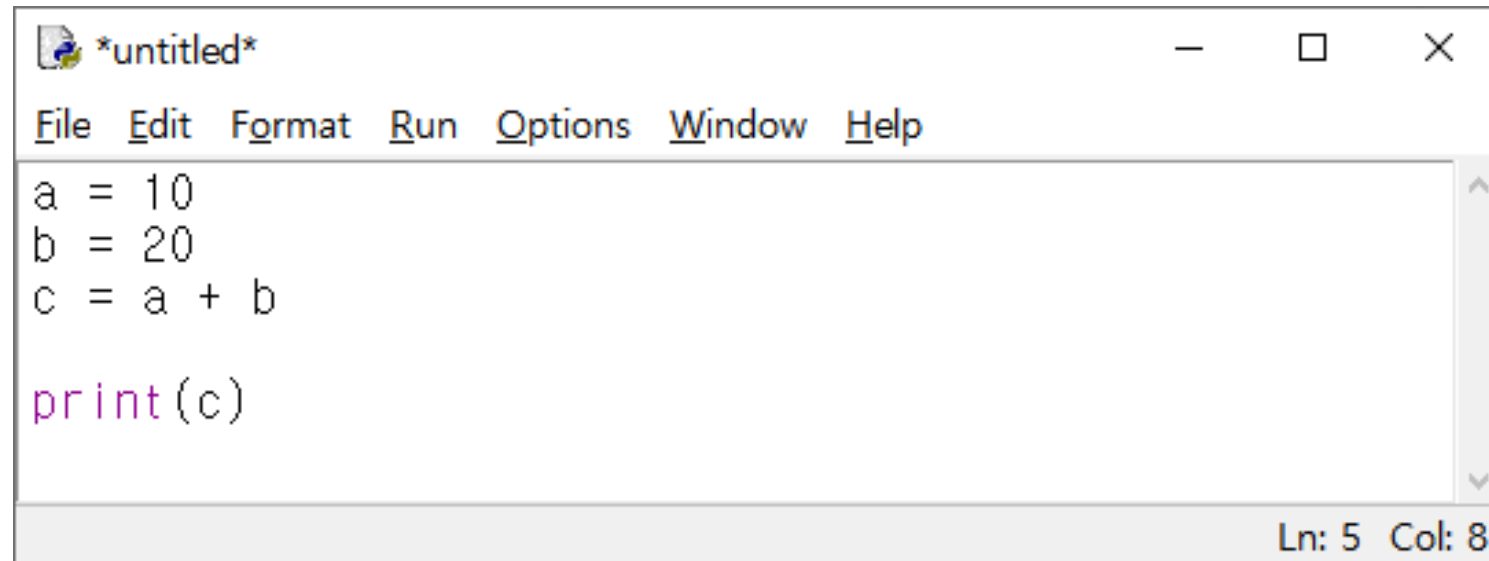 *untitled*
File Edit Format Run Options Window Help
a = 10
b = 20
c = a + b
print(c)
Ln: 5 Col: 8